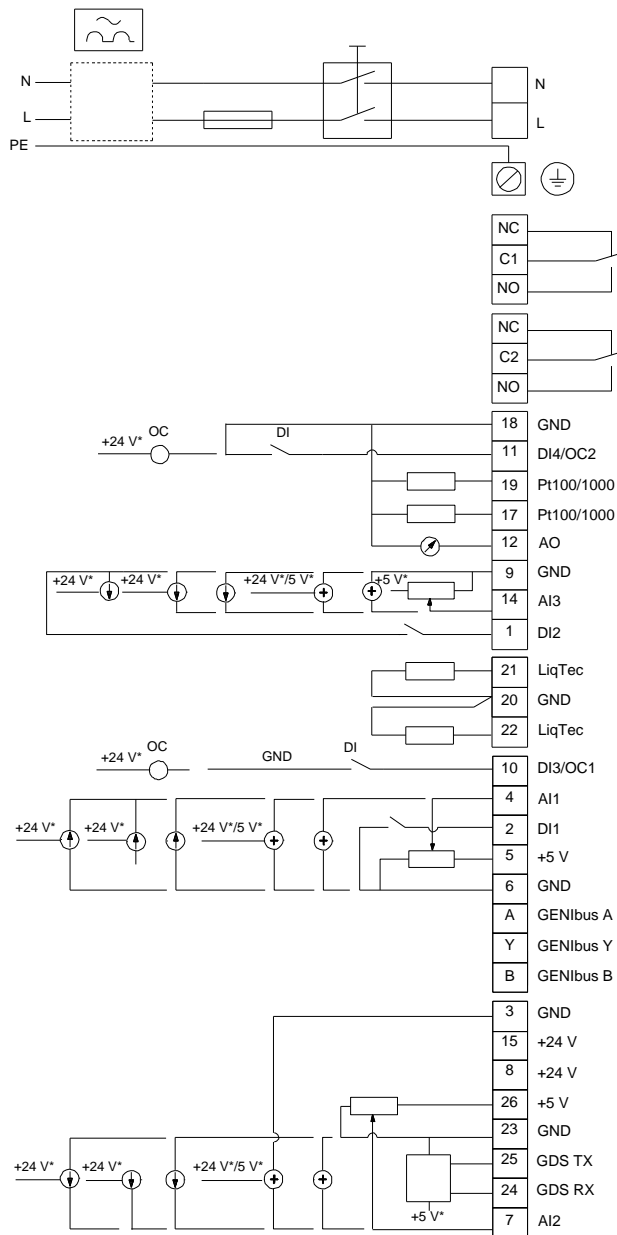 N N
L L
PE
NC
C1
NO
NC
C2
NO
18 GND
+24 V* OC DI 11 DI4/OC2
19 Pt100/1000
17 Pt100/1000
12 AO
9 GND
+24 V* +24 V* +24 V*/5 V* +5 V*
14 AI3
1 DI2
21 LiqTec
20 GND
22 LiqTec
+24 V* OC GND DI 10 DI3/OC1
4 AI1
+24 V* +24 V* +24 V*/5 V* 2 DI1
5 +5 V
6 GND
A GENIbus A
Y GENIbus Y
B GENIbus B
3 GND
15 +24 V
8 +24 V
26 +5 V
23 GND
25 GDS TX
+24 V* +24 V* +24 V*/5 V* 24 GDS RX
+5 V* 7 AI2